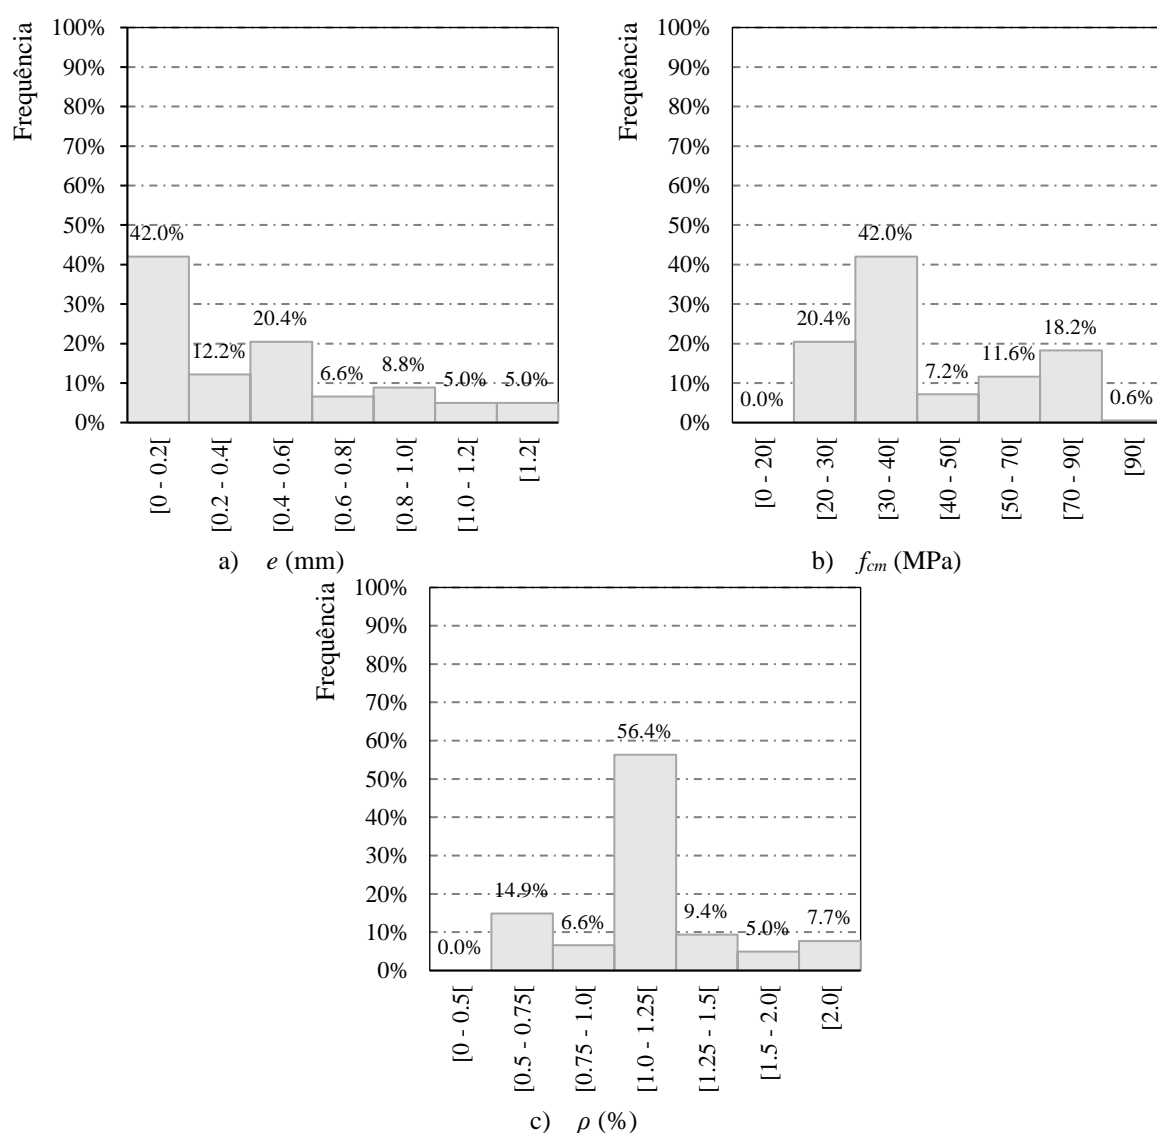 Frequência
100%
90%
80%
70%
60%
50%
40%
30%
20%
10%
0%
42.0%
12.2%
20.4%
6.6%
8.8%
5.0%
5.0%
[0 - 0.2[
[0.2 - 0.4[
[0.4 - 0.6[
[0.6 - 0.8[
[0.8 - 1.0[
[1.0 - 1.2[
[1.2[
a) e (mm)
Frequência
100%
90%
80%
70%
60%
50%
40%
30%
20%
10%
0%
0.0%
20.4%
42.0%
7.2%
11.6%
18.2%
0.6%
[0 - 20[
[20 - 30[
[30 - 40[
[40 - 50[
[50 - 70[
[70 - 90[
[90[
b) fcm (MPa)
Frequência
100%
90%
80%
70%
60%
50%
40%
30%
20%
10%
0%
0.0%
14.9%
6.6%
56.4%
9.4%
5.0%
7.7%
[0 - 0.5[
[0.5 - 0.75[
[0.75 - 1.0[
[1.0 - 1.25[
[1.25 - 1.5[
[1.5 - 2.0[
[2.0[
c) ρ (%)